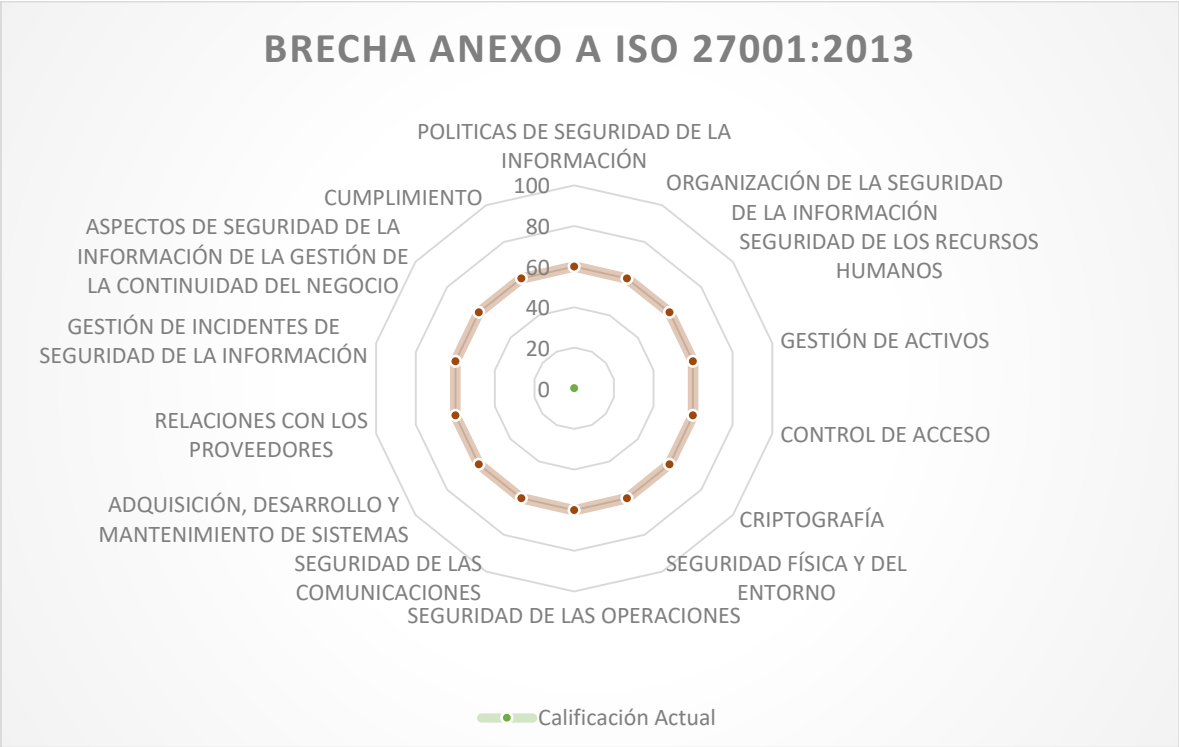 BRECHA ANEXO A ISO 27001:2013
POLITICAS DE SEGURIDAD DE LA
INFORMACIÓN
ORGANIZACIÓN DE LA SEGURIDAD
DE LA INFORMACIÓN
SEGURIDAD DE LOS RECURSOS
HUMANOS
GESTIÓN DE ACTIVOS
CONTROL DE ACCESO
CRIPTOGRAFÍA
SEGURIDAD FÍSICA Y DEL
ENTORNO
SEGURIDAD DE LAS OPERACIONES
SEGURIDAD DE LAS
COMUNICACIONES
ADQUISICIÓN, DESARROLLO Y
MANTENIMIENTO DE SISTEMAS
RELACIONES CON LOS
PROVEEDORES
GESTIÓN DE INCIDENTES DE
SEGURIDAD DE LA INFORMACIÓN
ASPECTOS DE SEGURIDAD DE LA
INFORMACIÓN DE LA GESTIÓN DE
LA CONTINUIDAD DEL NEGOCIO
CUMPLIMIENTO
100
80
60
40
20
0
Calificación Actual